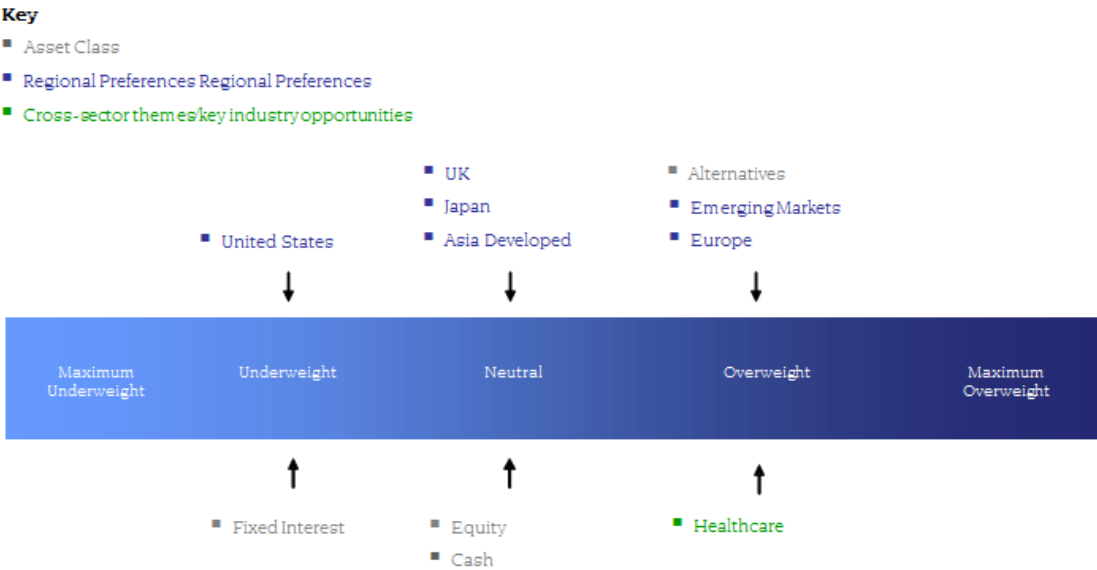 Key
Asset Class
Regional Preferences Regional Preferences
Cross-sector themes/key industry opportunities
UK
Alternatives
Japan
Emerging Markets
United States
Asia Developed
Europe
Maximum
Underweight
Underweight
Neutral
Overweight
Maximum
Overweight
Fixed Interest
Equity
Healthcare
Cash